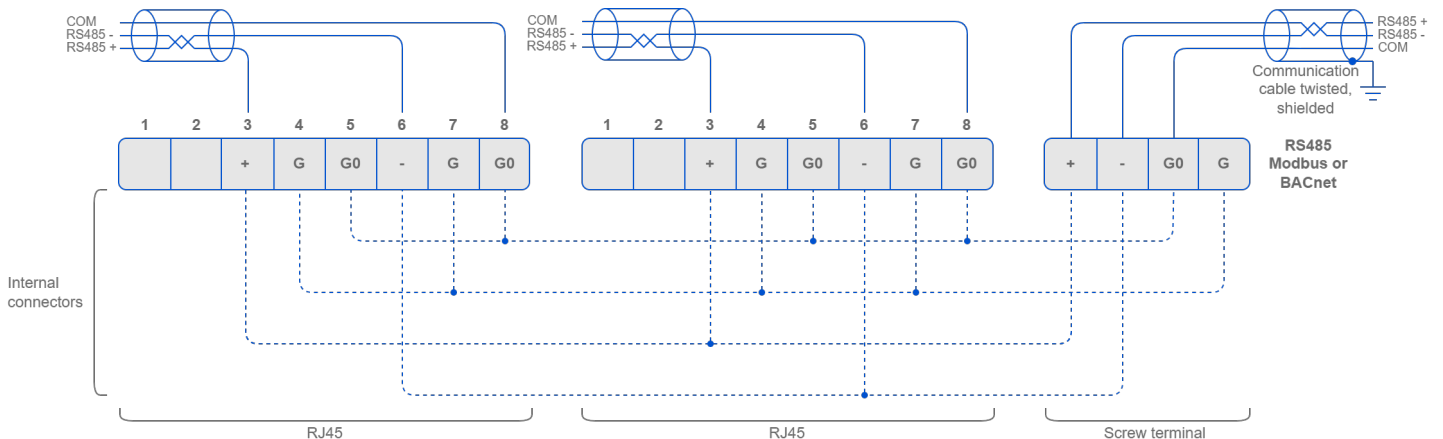 COM
RS485 -
RS485 +
COM
RS485 -
RS485 +
RS485 +
RS485 -
COM
Communication
cable twisted,
shielded
1 2 3 4 5 6 7 8
1 2 3 4 5 6 7 8
+ G G0 - G G0
+ G G0 - G G0
+ - G0 G
RS485
Modbus or
BACnet
Internal
connectors
RJ45
RJ45
Screw terminal